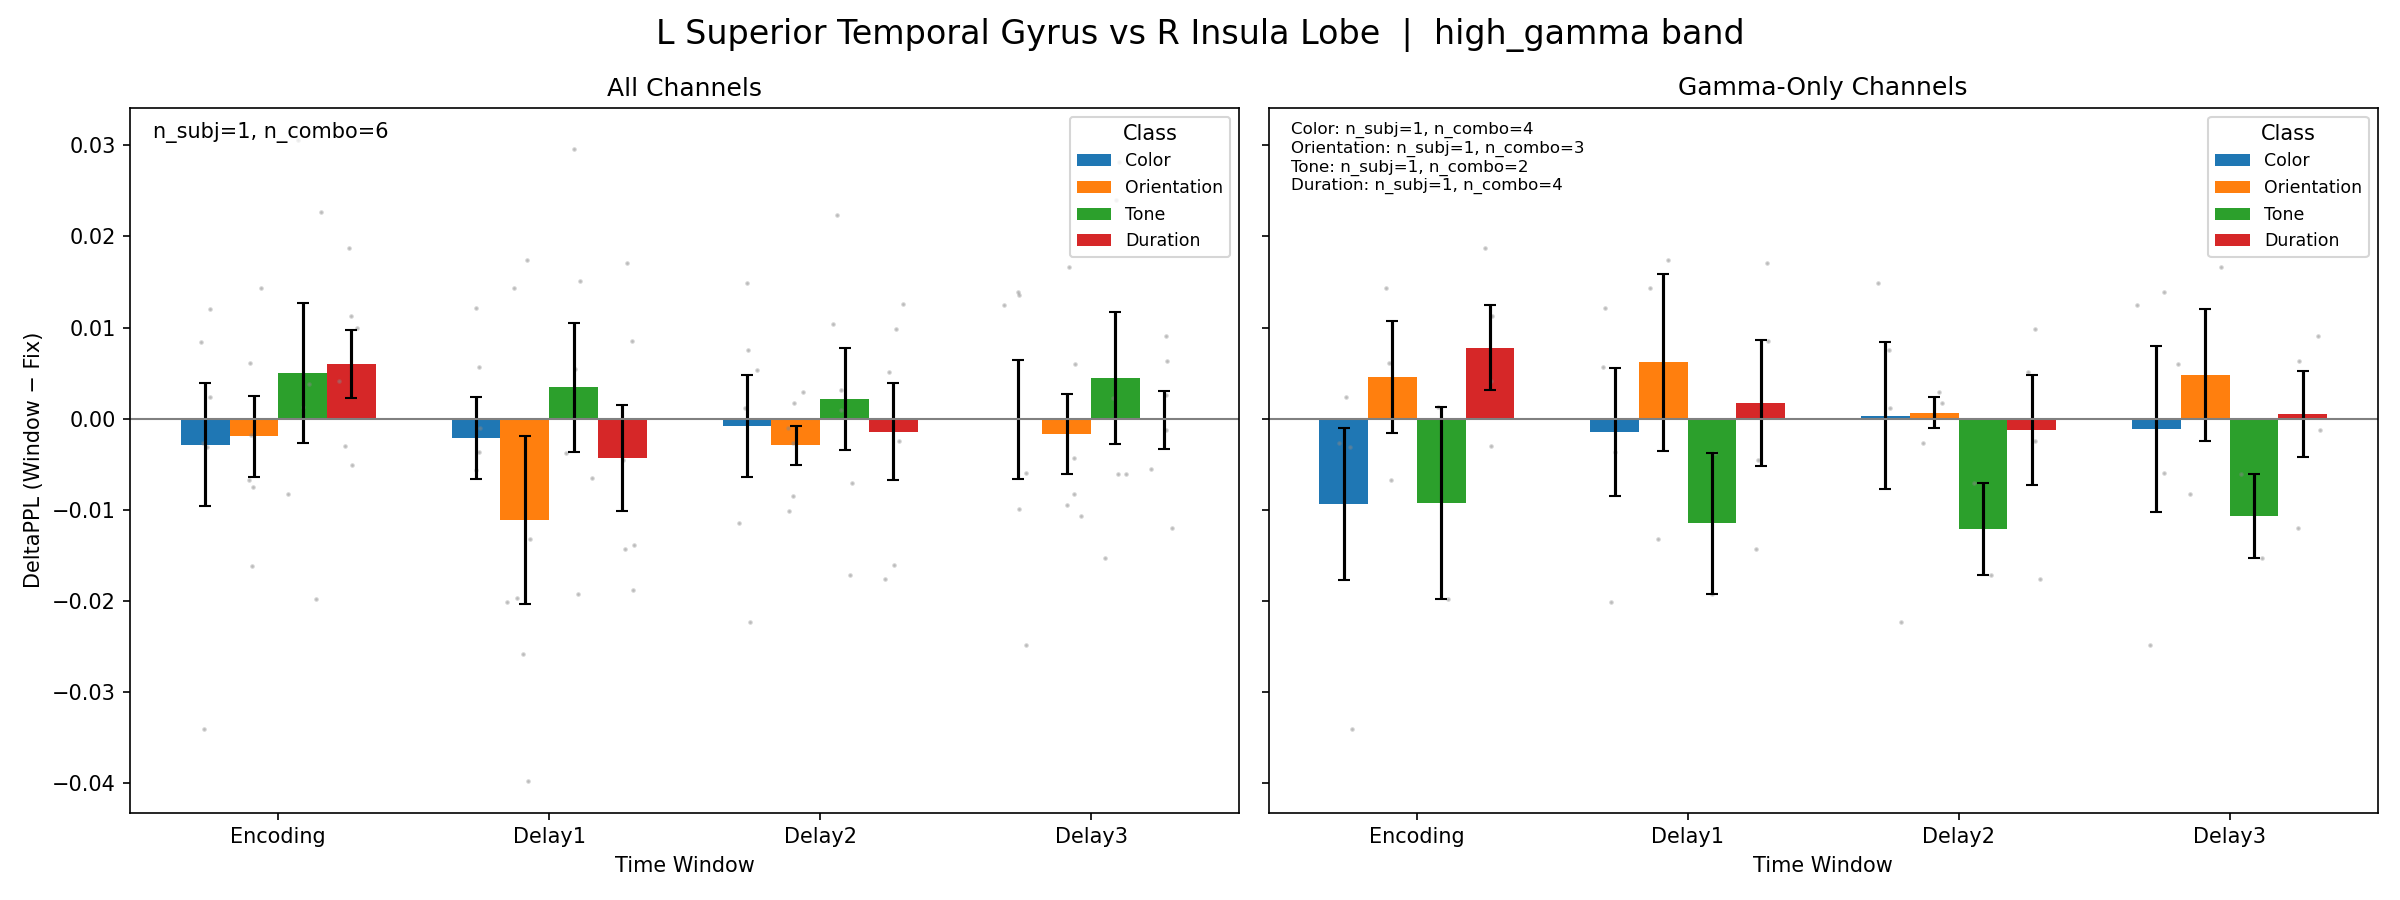 L Superior Temporal Gyrus vs R Insula Lobe | high_gamma band
All Channels
n_subj=1, n_combo=6
Class
Color
Orientation
Tone
Duration
DeltaPPL (Window − Fix)
0.03
0.02
0.01
0.00
−0.01
−0.02
−0.03
−0.04
Encoding
Delay1
Delay2
Delay3
Time Window
Gamma-Only Channels
Color: n_subj=1, n_combo=4
Orientation: n_subj=1, n_combo=3
Tone: n_subj=1, n_combo=2
Duration: n_subj=1, n_combo=4
Class
Color
Orientation
Tone
Duration
Encoding
Delay1
Delay2
Delay3
Time Window